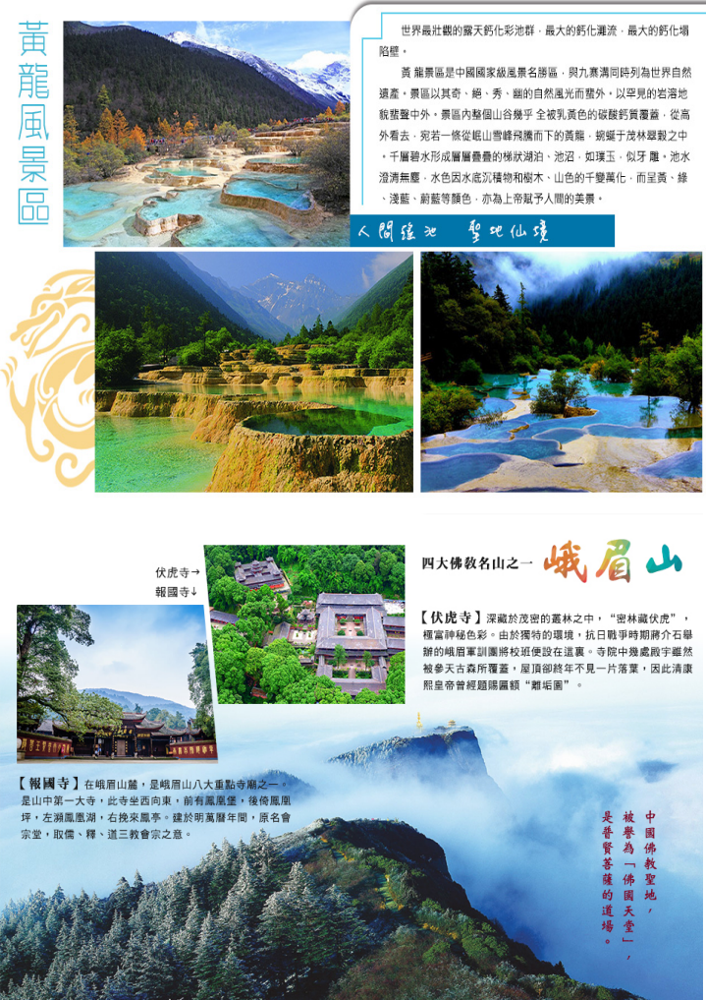 黃龍風景區
世界最壯觀的露天鈣化彩池群，最大的鈣化灘流，最大的鈣化塌
陷壁。
黃 龍景區是中國國家級風景名勝區，與九寨溝同時列為世界自然
遺產。景區以其奇、絕、秀、幽的自然風光而蜚外。以罕見的岩溶地
貌蜚聲中外。景區內整個山谷幾乎 全被乳黃色的碳酸鈣質覆蓋，從高
外看去，宛若一條從岷山雪峰飛騰而下的黃龍，蜿蜒于茂林翠縠之中
。千層碧水形成層層疊疊的梯狀湖泊、池沼，如璞玉，似牙 雕。池水
澄清無塵，水色因水底沉積物和樹木、山色的千變萬化，而呈黃、綠
、淺藍、蔚藍等顏色，亦為上帝賦予人間的美景。
人間瑤池 聖地仙境
四大佛教名山之一 峨眉山
伏虎寺→
報國寺↓
【伏虎寺】深藏於茂密的叢林之中，“密林藏伏虎”，
極富神秘色彩。由於獨特的環境，抗日戰爭時期蔣介石舉
辦的峨眉軍訓團將校班便設在這裏。寺院中幾處殿宇雖然
被參天古森所覆蓋，屋頂卻終年不見一片落葉，因此清康
熙皇帝曾經題賜匾額“離垢園”。
【報國寺】在峨眉山麓，是峨眉山八大重點寺廟之一。
是山中第一大寺，此寺坐西向東，前有鳳凰堡，後倚鳳凰
坪，左瀕鳳凰湖，右挽來鳳亭。建於明萬曆年間，原名會
宗堂，取儒、釋、道三教會宗之意。
中國佛教聖地，
被譽為「佛國天堂」，
是普賢菩薩的道場。